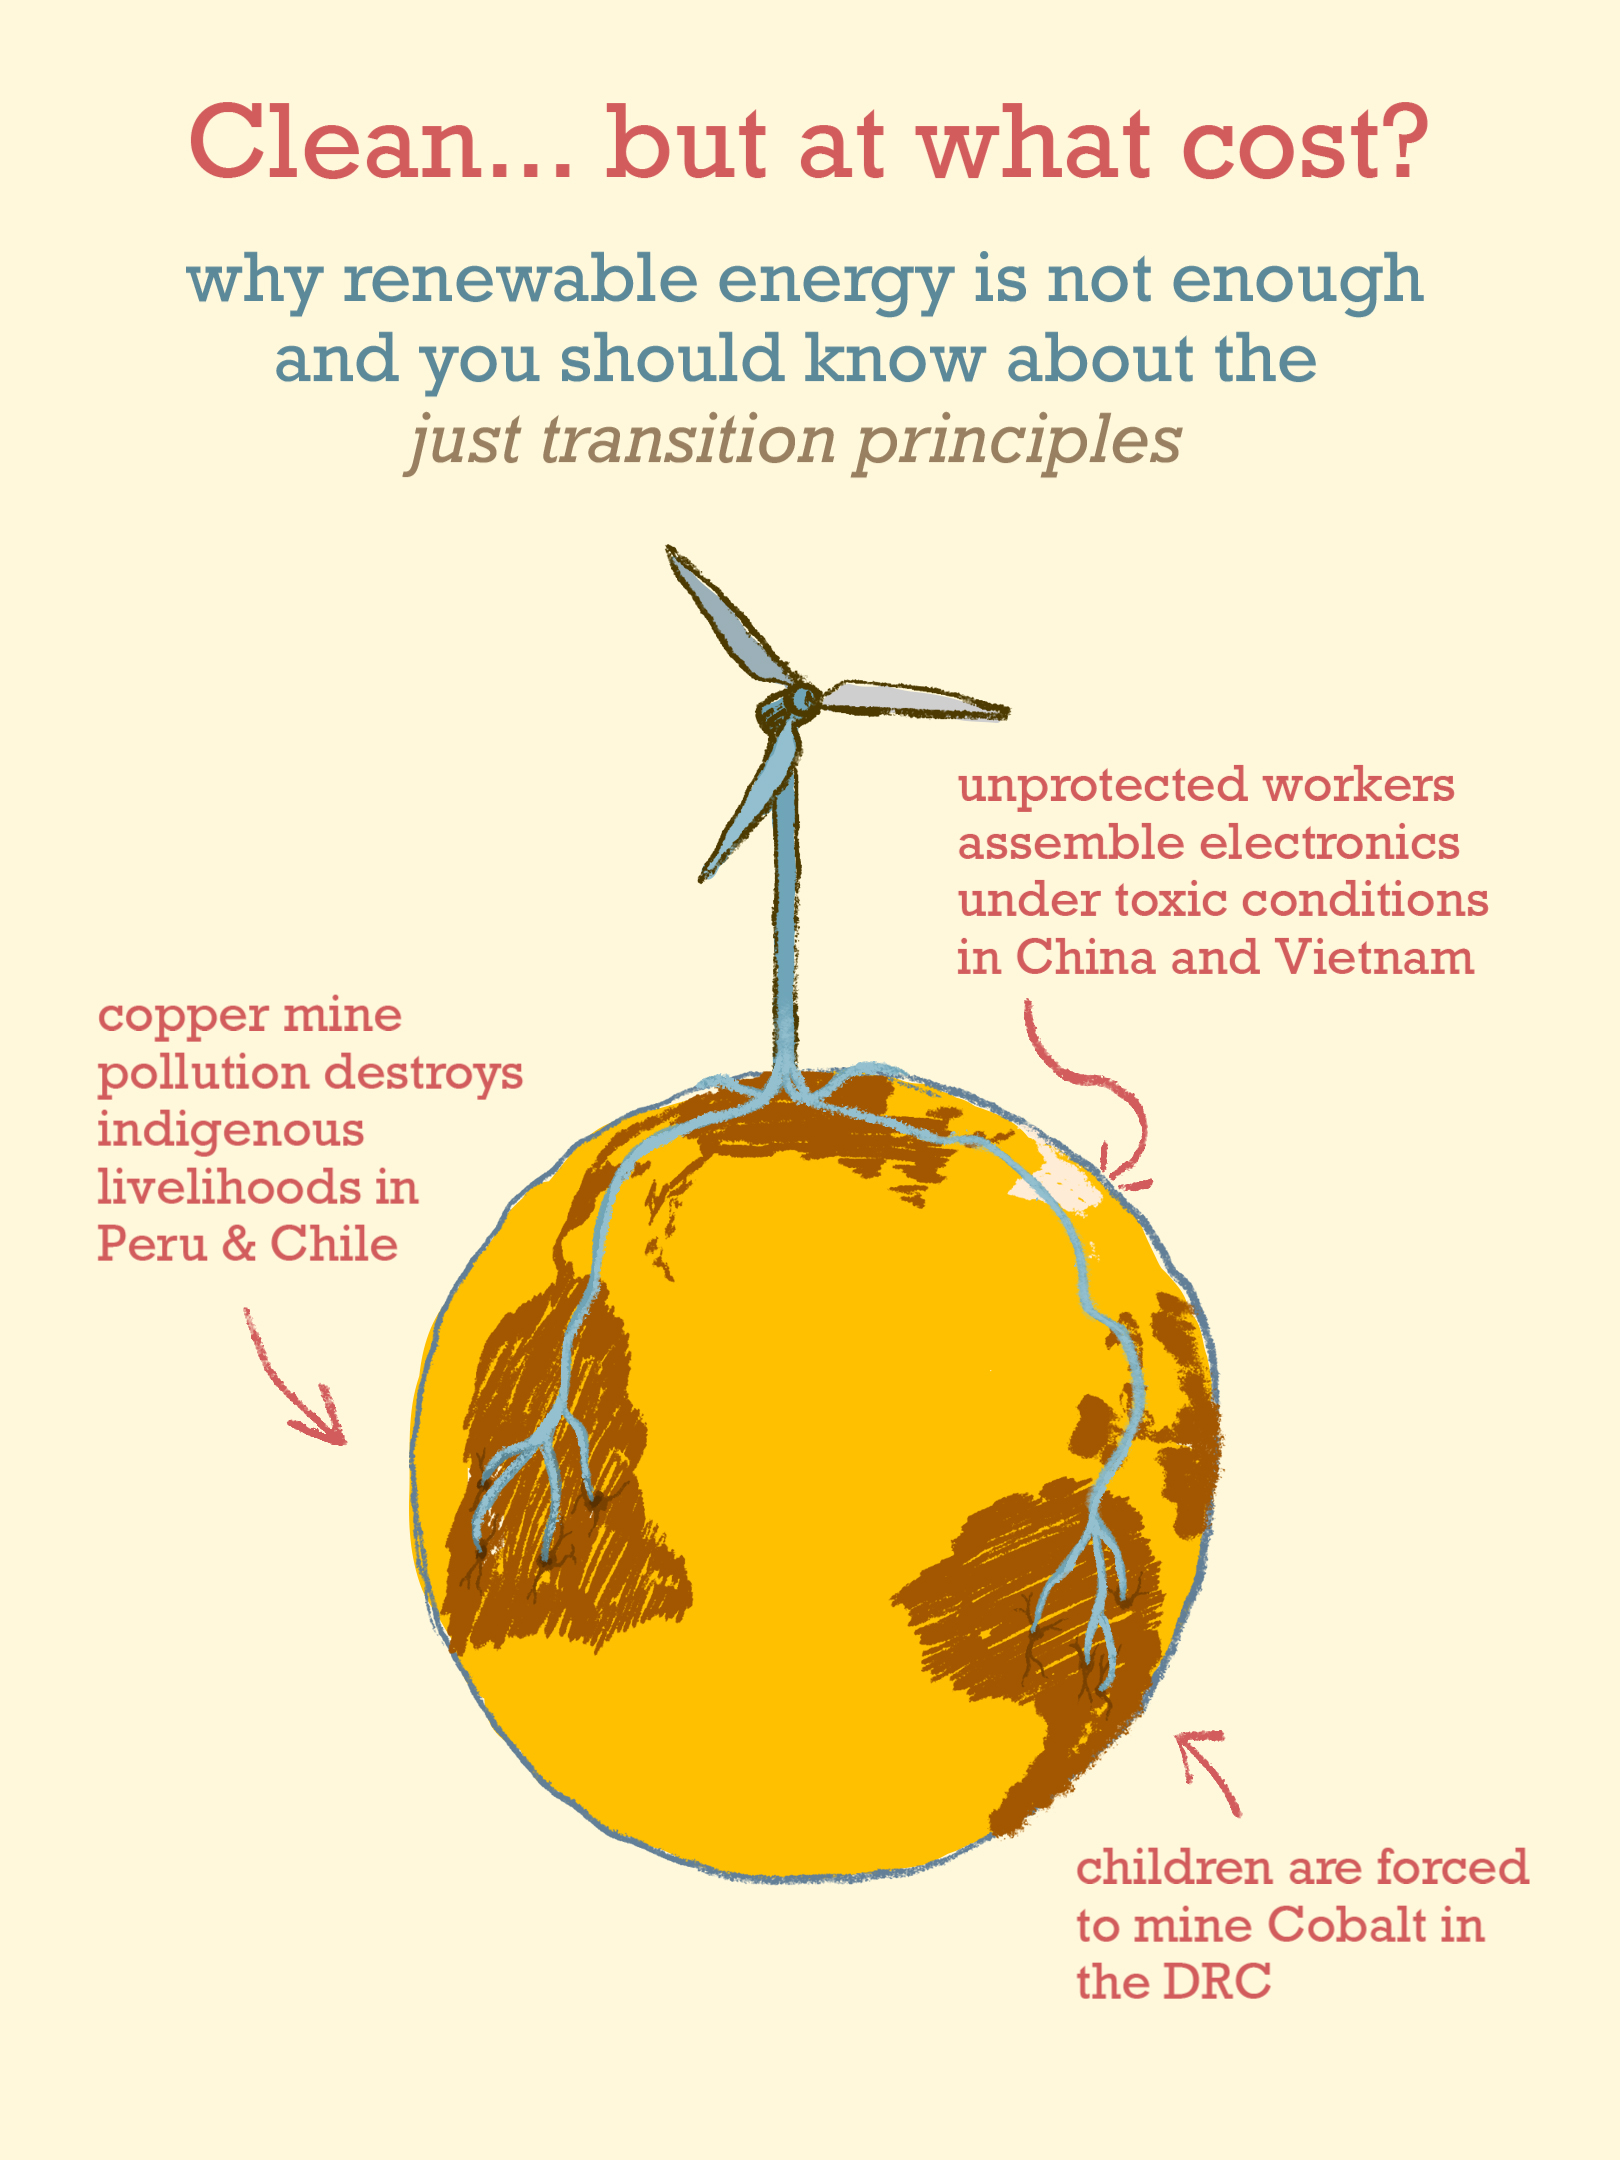 Clean... but at what cost?
why renewable energy is not enough
and you should know about the
just transition principles
unprotected workers
assemble electronics
under toxic conditions
in China and Vietnam
copper mine
pollution destroys
indigenous
livelihoods in
Peru & Chile
children are forced
to mine Cobalt in
the DRC